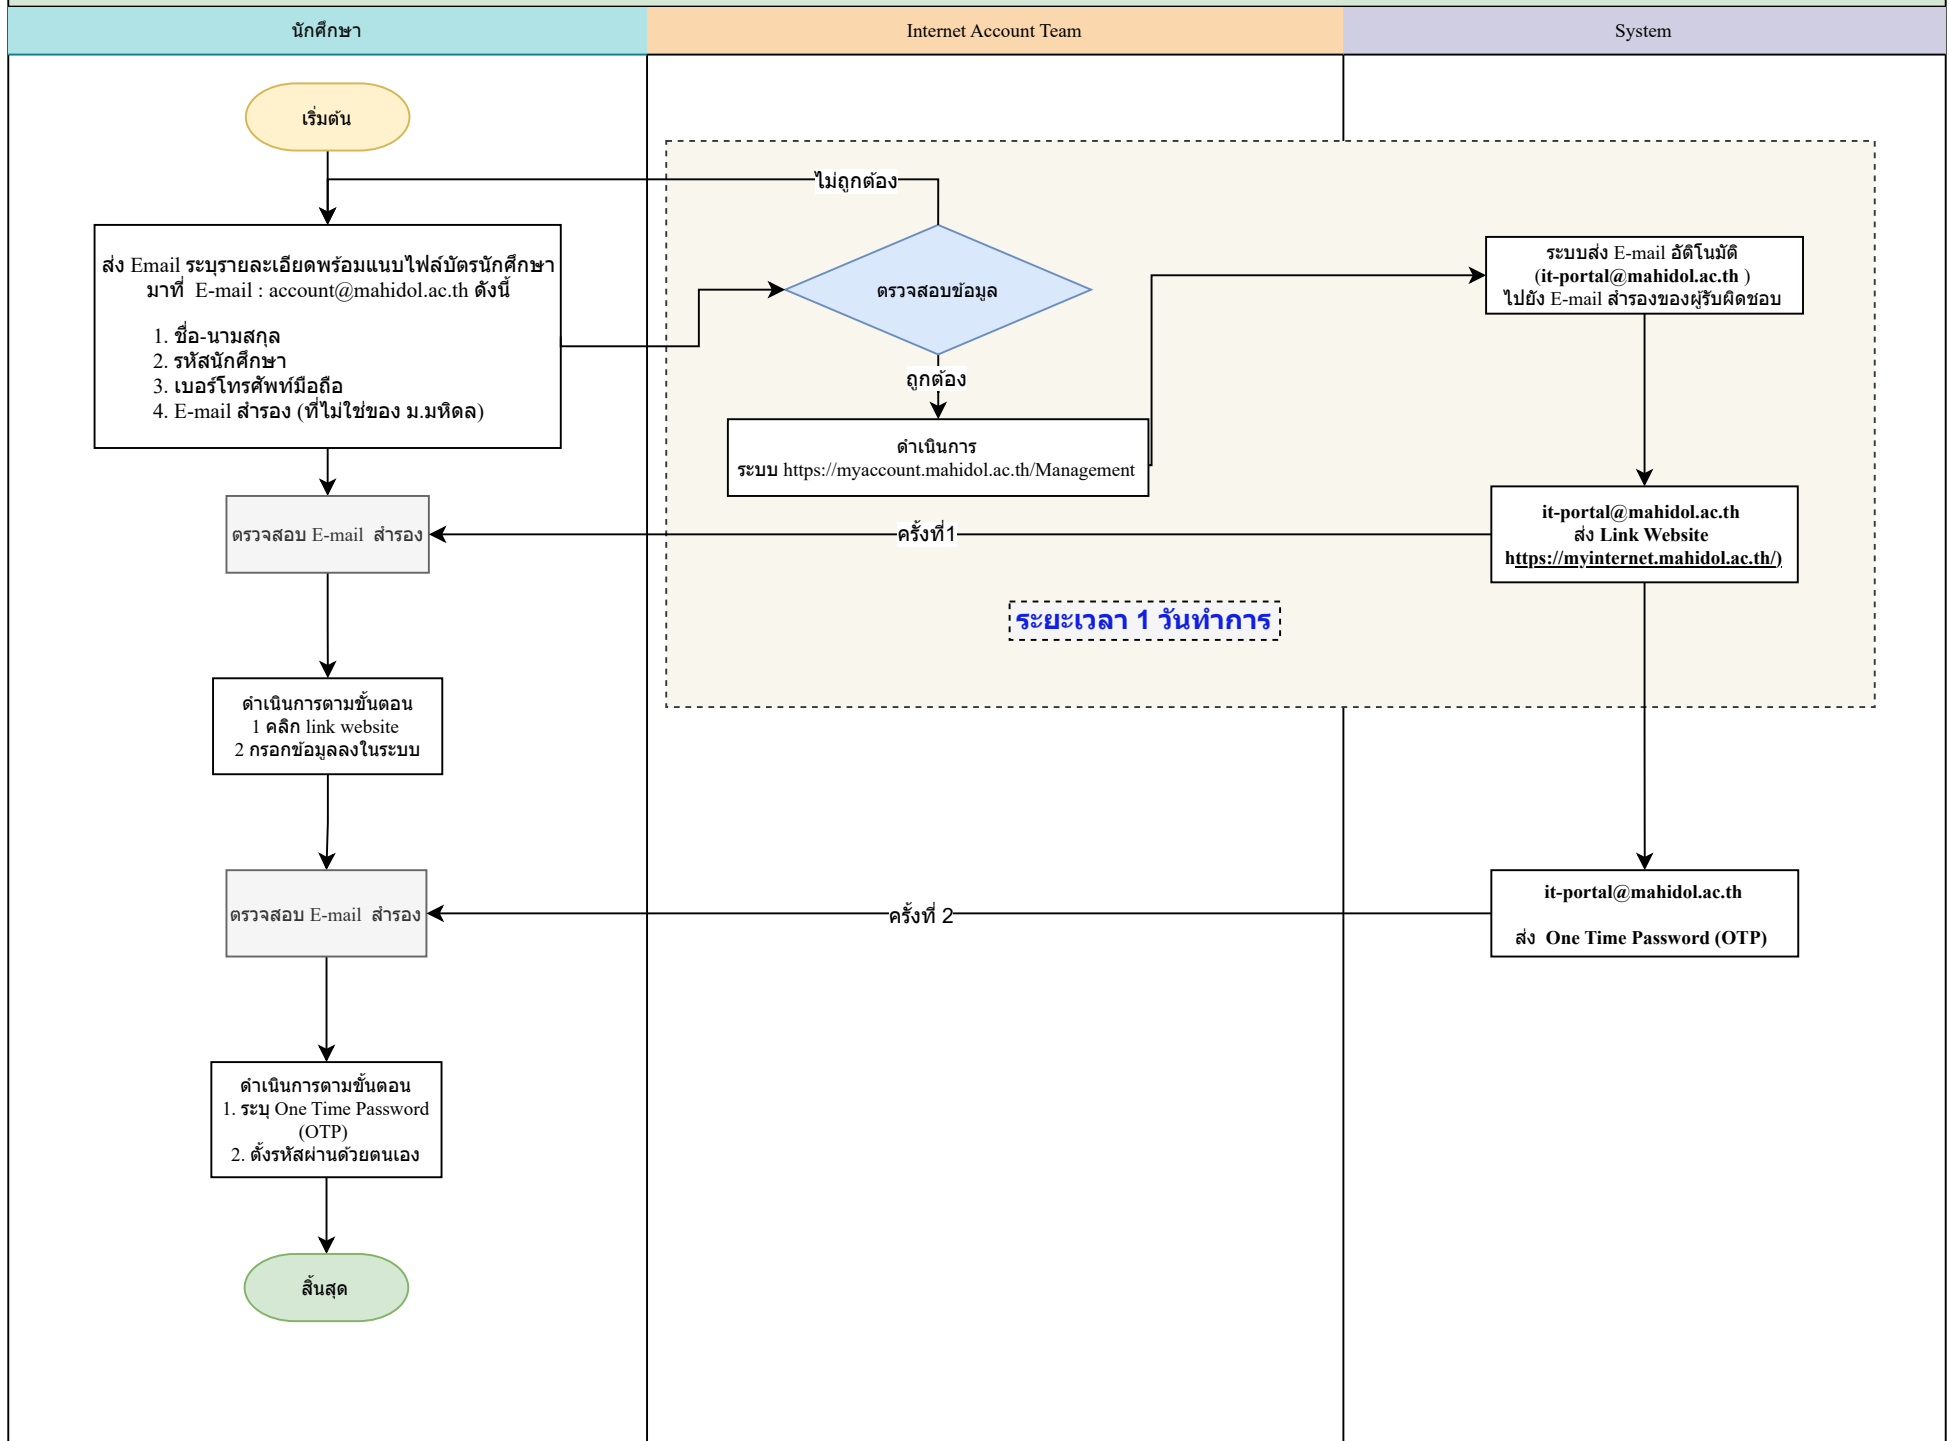 นักศึกษา
Internet Account Team
System
เริ่มต้น
ไม่ถูกต้อง
ส่ง Email ระบุรายละเอียดพร้อมแนบไฟล์บัตรนักศึกษา
มาที่ E-mail : account@mahidol.ac.th ดังนี้
1. ชื่อ-นามสกุล
2. รหัสนักศึกษา
3. เบอร์โทรศัพท์มือถือ
4. E-mail สำรอง (ที่ไม่ใช่ของ ม.มหิดล)
ตรวจสอบข้อมูล
ถูกต้อง
ดำเนินการ
ระบบ https://myaccount.mahidol.ac.th/Management
ระบบส่ง E-mail อัติโนมัติ
(it-portal@mahidol.ac.th )
ไปยัง E-mail สำรองของผู้รับผิดชอบ
it-portal@mahidol.ac.th
ส่ง Link Website
https://myinternet.mahidol.ac.th/)
ครั้งที่1
ตรวจสอบ E-mail สำรอง
ระยะเวลา 1 วันทำการ
ดำเนินการตามขั้นตอน
1 คลิก link website
2 กรอกข้อมูลลงในระบบ
it-portal@mahidol.ac.th
ส่ง One Time Password (OTP)
ครั้งที่ 2
ตรวจสอบ E-mail สำรอง
ดำเนินการตามขั้นตอน
1. ระบุ One Time Password
(OTP)
2. ตั้งรหัสผ่านด้วยตนเอง
สิ้นสุด